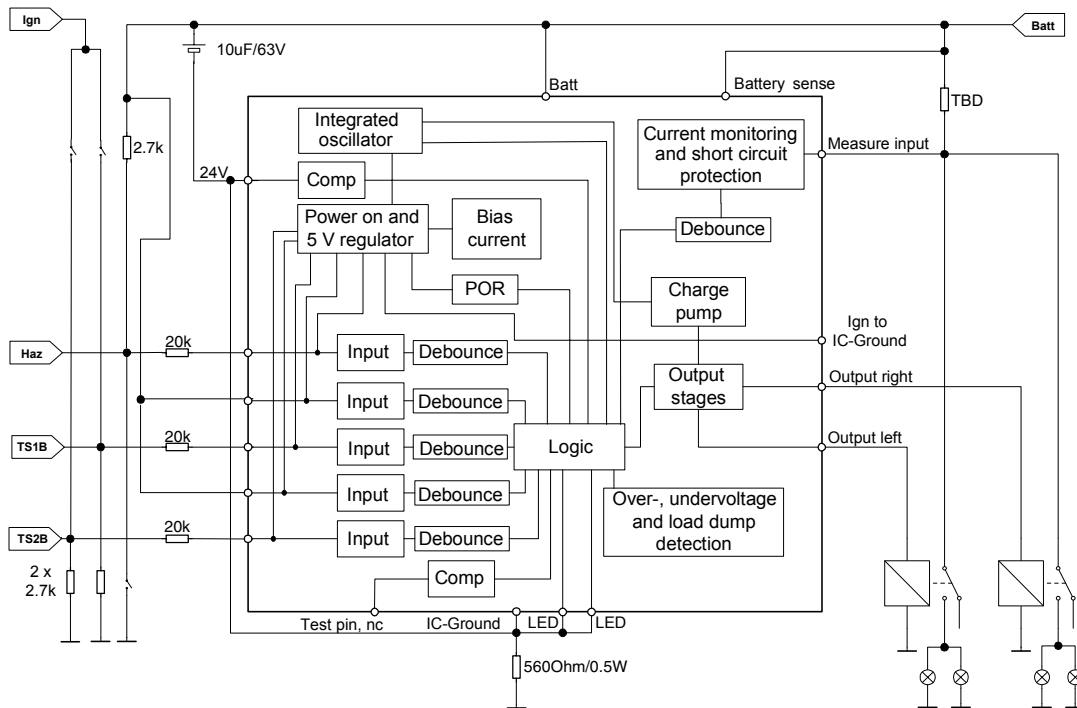 Ign
Batt
10uF/63V
Batt
Battery sense
TBD
Integrated
oscillator
Current monitoring
and short circuit
protection
Measure input
2.7k
24V
Comp
Power on and
5 V regulator
Bias
current
Debounce
POR
Charge
pump
Ign to
IC-Ground
Haz
20k
Input
Debounce
Output
stages
Output right
Input
Debounce
TS1B
20k
Input
Debounce
Logic
Output left
Input
Debounce
Over-, undervoltage
and load dump
detection
TS2B
20k
Input
Debounce
2 x
2.7k
Comp
Test pin, nc
IC-Ground
LED
LED
560Ohm/0.5W